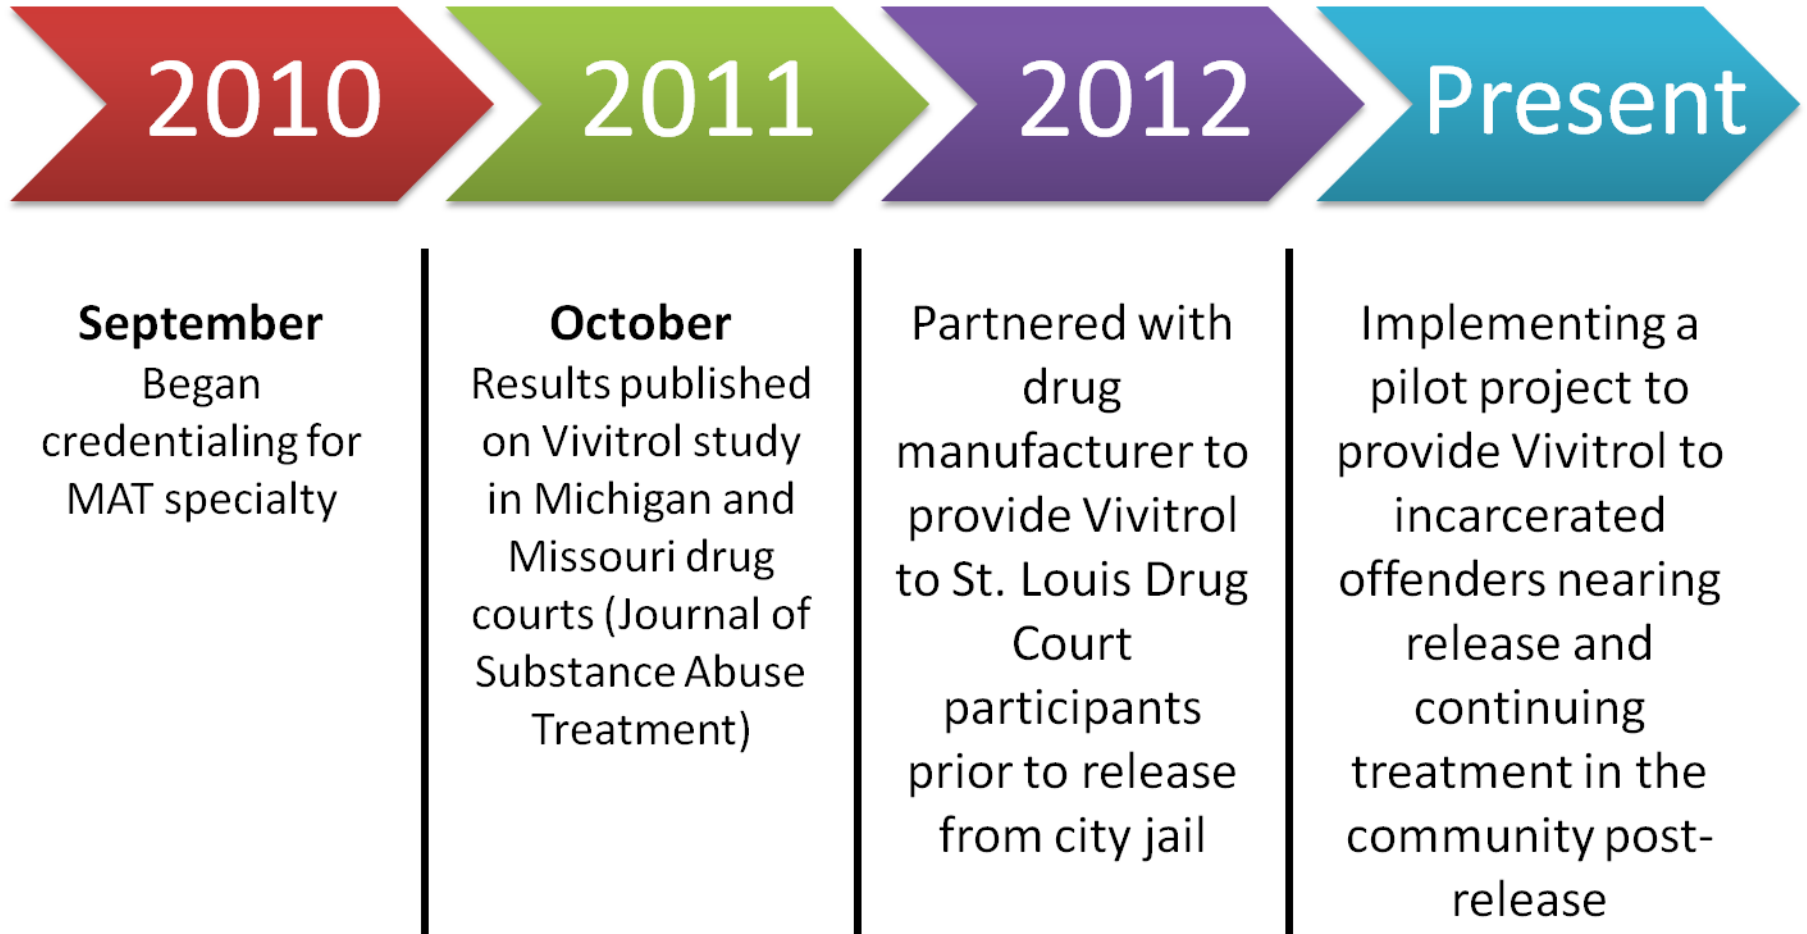 2010
2011
2012
Present
September
Began
credentialing for
MAT specialty
October
Results published
on Vivitrol study
in Michigan and
Missouri drug
courts (Journal of
Substance Abuse
Treatment)
Partnered with
drug
manufacturer to
provide Vivitrol
to St. Louis Drug
Court
participants
prior to release
from city jail
Implementing a
pilot project to
provide Vivitrol to
incarcerated
offenders nearing
release and
continuing
treatment in the
community post-
release